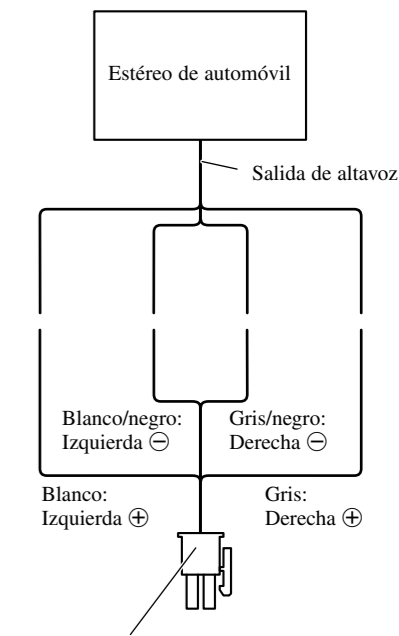 Estéreo de automóvil
Salida de altavoz
Blanco/negro:
Izquierda ⊖
Gris/negro:
Derecha ⊖
Blanco:
Izquierda ⊕
Gris:
Derecha ⊕